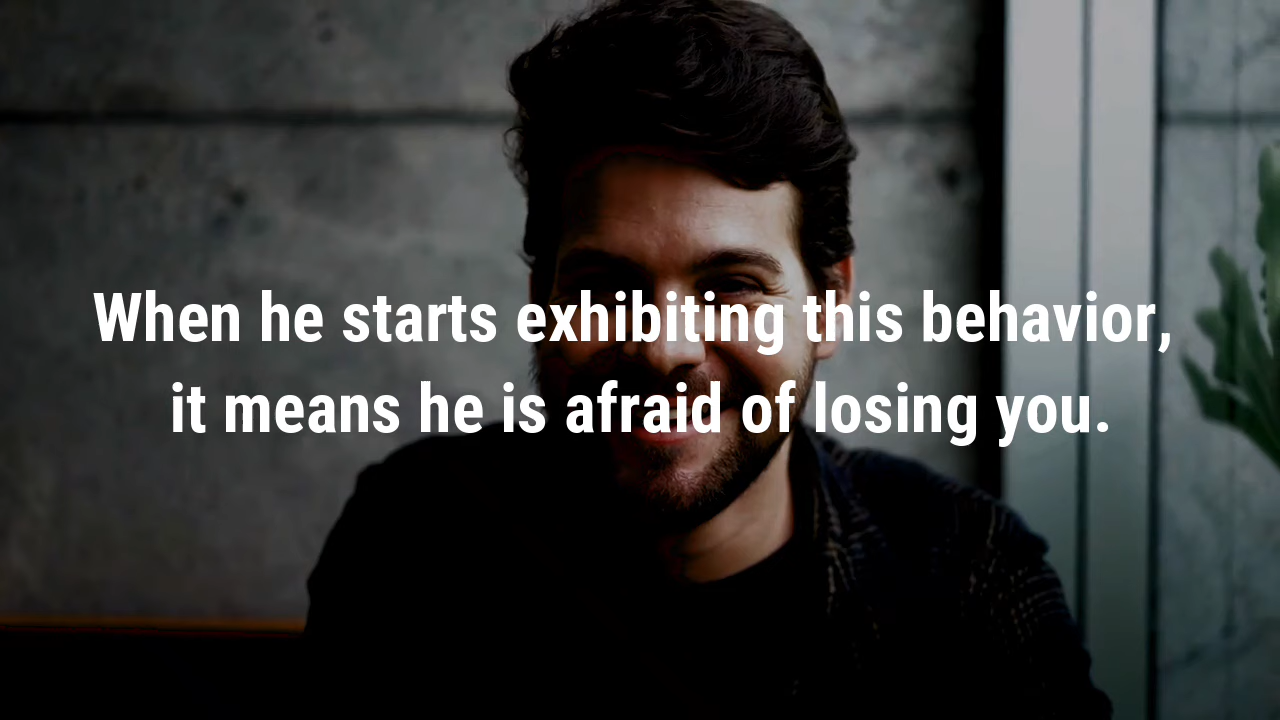 When he starts exhibiting this behavior,
it means he is afraid of losing you.